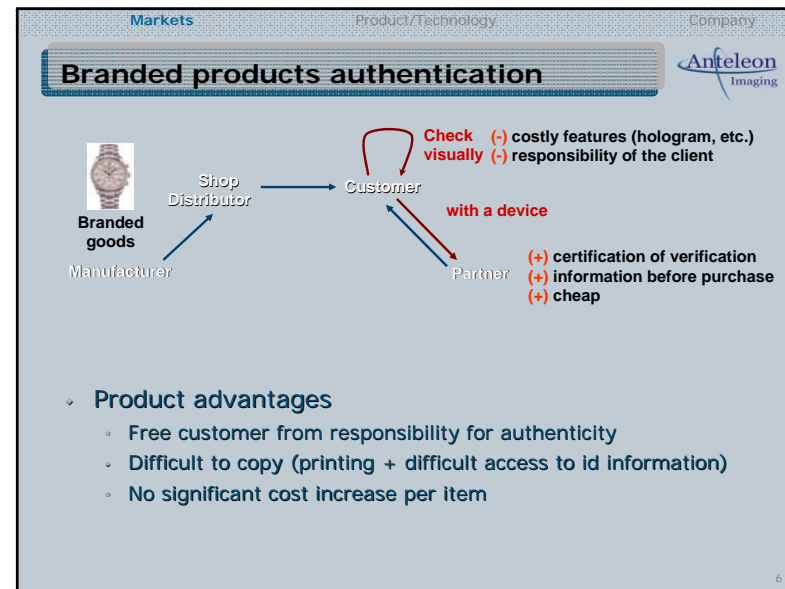 Markets Product/Technology Company
Branded products authentication
Anteleon
Imaging
Check (-) costly features (hologram, etc.)
visually (-) responsibility of the client
Shop
Distributor
Customer
Branded
goods
with a device
Manufacturer
Partner
(+) certification of verification
(+) information before purchase
(+) cheap
Product advantages
Free customer from responsibility for authenticity
Difficult to copy (printing + difficult access to id information)
No significant cost increase per item
6